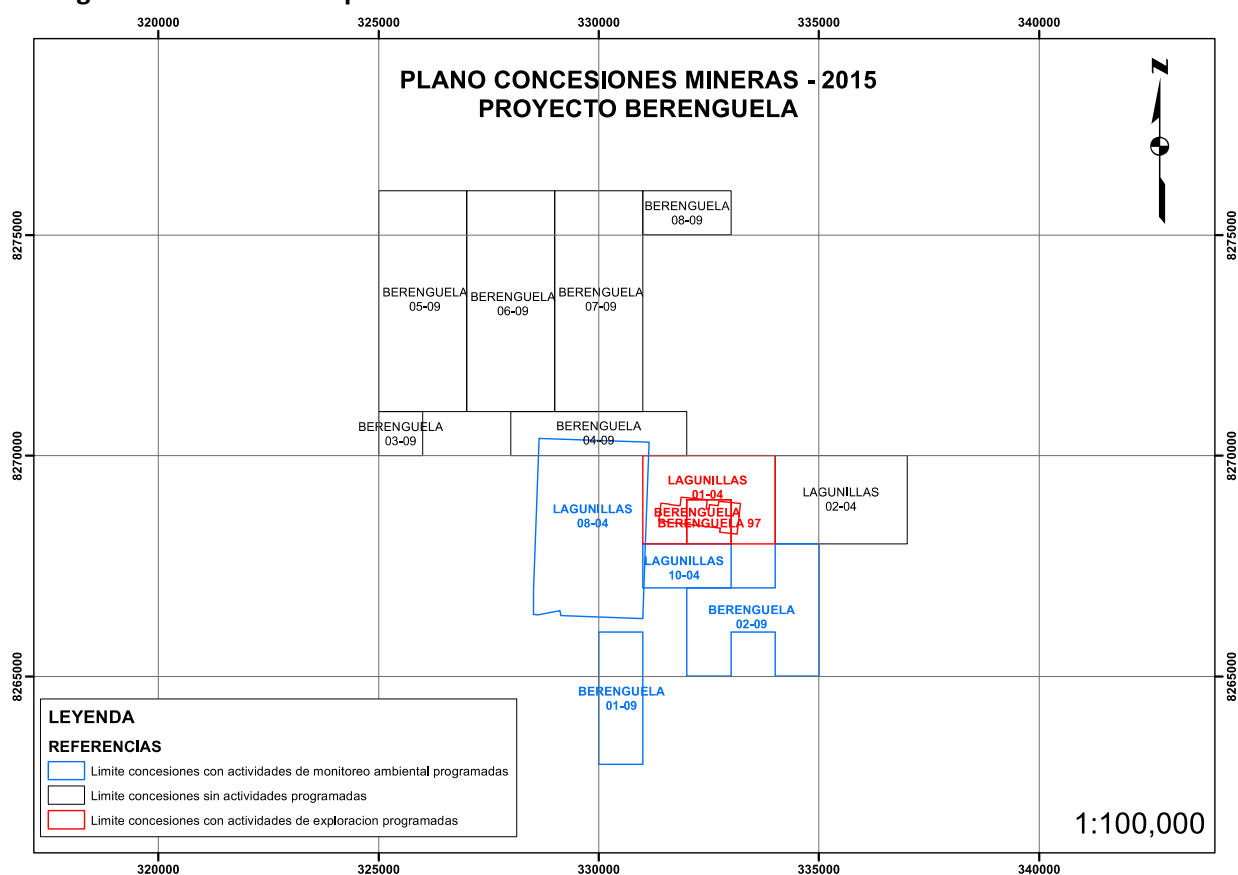 320000
325000
330000
335000
340000
PLANO CONCESIONES MINERAS - 2015
PROYECTO BERENGUELA
N
8275000
8275000
BERENGUELA
08-09
BERENGUELA
05-09
BERENGUELA
06-09
BERENGUELA
07-09
BERENGUELA
03-09
BERENGUELA
04-09
8270000
8270000
LAGUNILLAS
08-04
LAGUNILLAS
01-04
BERENGUELA
BERENGUELA 97
LAGUNILLAS
02-04
LAGUNILLAS
10-04
BERENGUELA
02-09
8265000
8265000
BERENGUELA
01-09
LEYENDA
REFERENCIAS
Limite concesiones con actividades de monitoreo ambiental programadas
Limite concesiones sin actividades programadas
Limite concesiones con actividades de exploracion programadas
1:100,000
320000
325000
330000
335000
340000